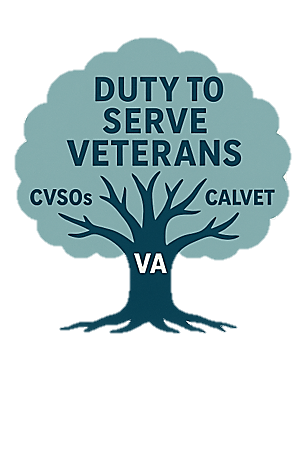 DUTY TO
SERVE
VETERANS
CVSOs CALVET
VA